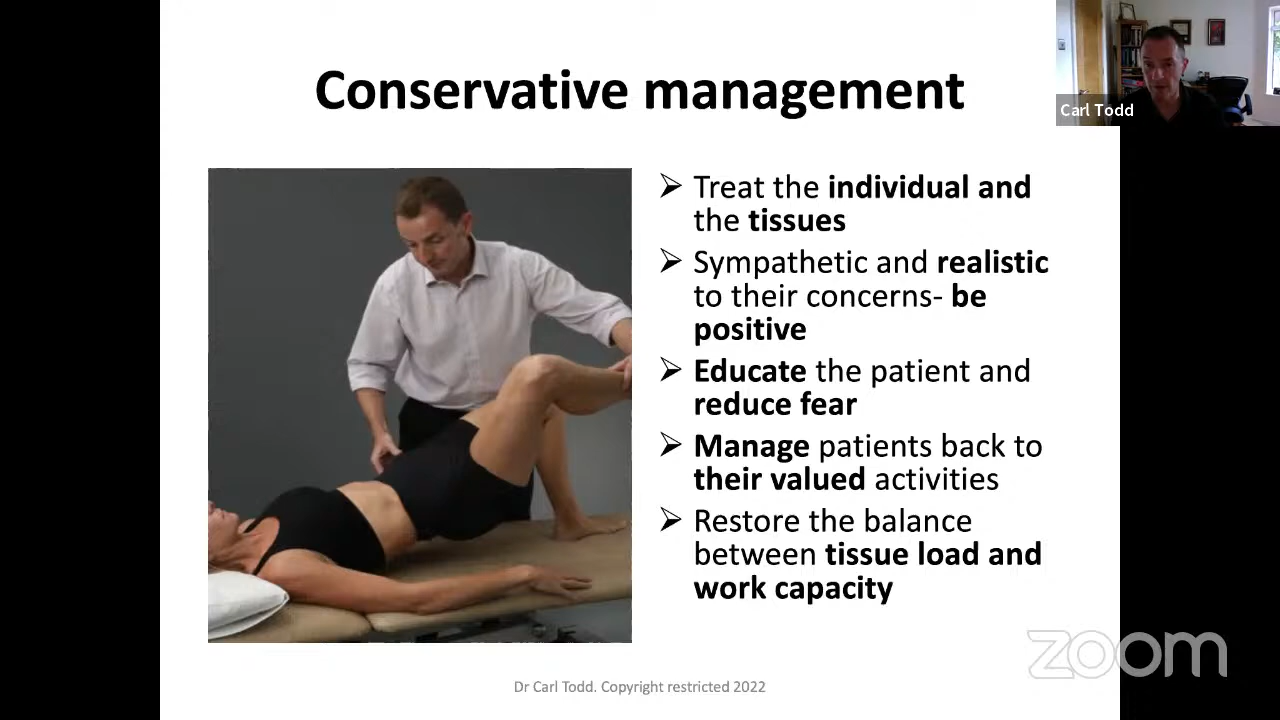 Conservative management
Carl Todd
➢ Treat the individual and
the tissues
➢ Sympathetic and realistic
to their concerns- be
positive
➢ Educate the patient and
reduce fear
➢ Manage patients back to
their valued activities
➢ Restore the balance
between tissue load and
work capacity
zoom
Dr Carl Todd. Copyright restricted 2022